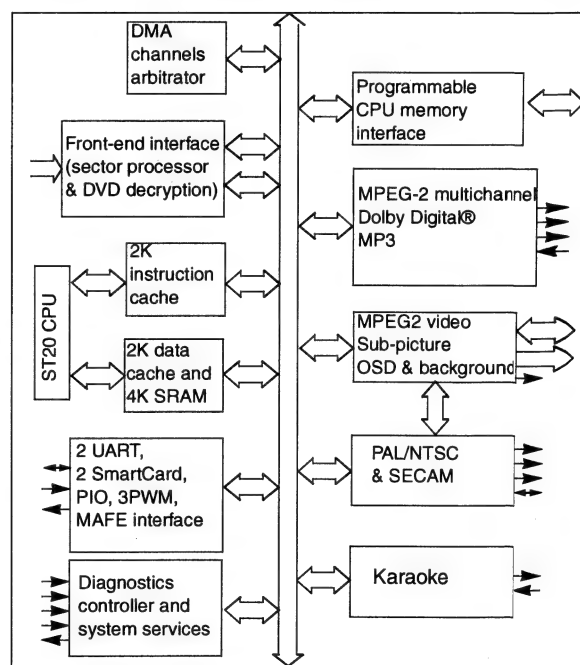 DMA
channels
arbitrator
Front-end interface
(sector processor
& DVD decryption)
2K
instruction
cache
ST20 CPU
2K data
cache and
4K SRAM
2 UART,
2 SmartCard,
PIO, 3PWM,
MAFE interface
Diagnostics
controller and
system services
Programmable
CPU memory
interface
MPEG-2 multichannel
Dolby Digital®
MP3
MPEG2 video
Sub-picture
OSD & background
PAL/NTSC
& SECAM
Karaoke